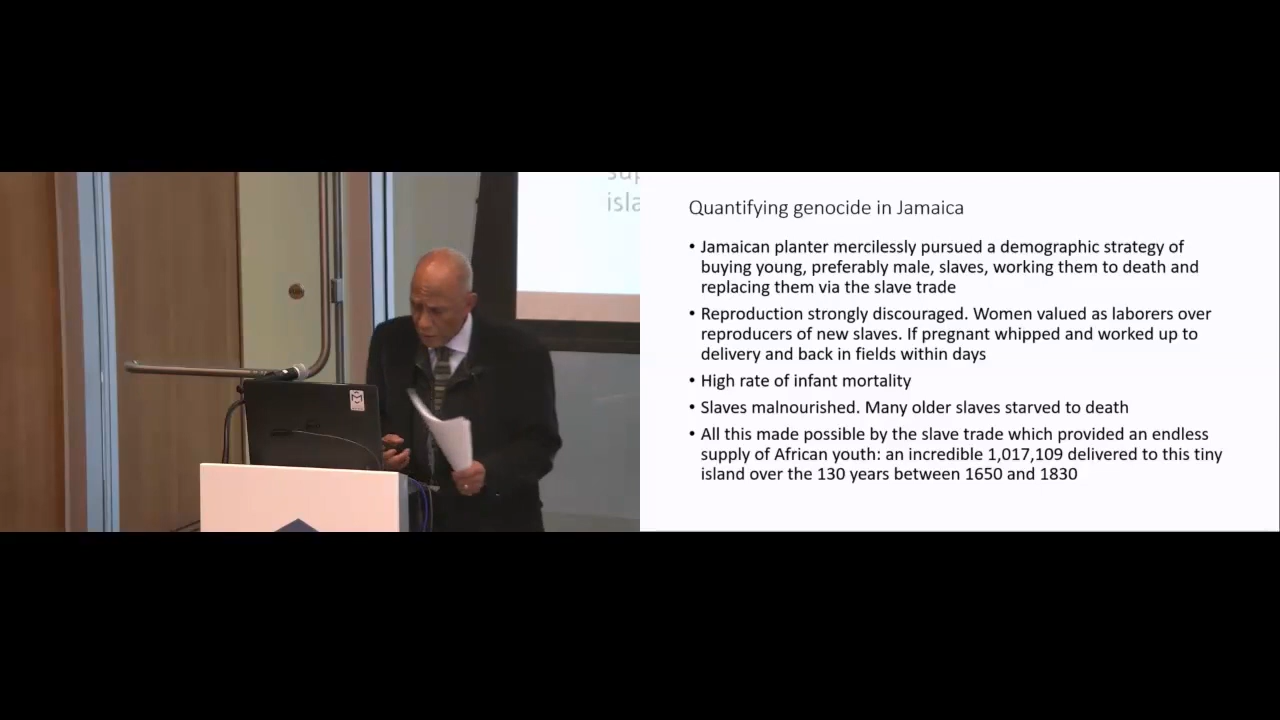 Quantifying genocide in Jamaica
• Jamaican planter mercilessly pursued a demographic strategy of
buying young, preferably male, slaves, working them to death and
replacing them via the slave trade
• Reproduction strongly discouraged. Women valued as laborers over
reproducers of new slaves. If pregnant whipped and worked up to
delivery and back in fields within days
• High rate of infant mortality
• Slaves malnourished. Many older slaves starved to death
• All this made possible by the slave trade which provided an endless
supply of African youth: an incredible 1,017,109 delivered to this tiny
island over the 130 years between 1650 and 1830